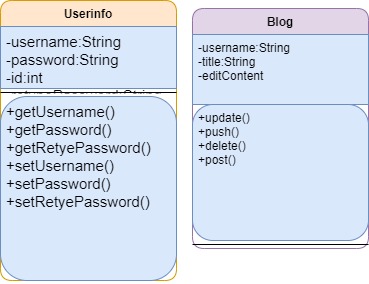 Userinfo
-username:String
-password:String
-id:int
+getUsername()
+getPassword()
+getRetyePassword()
+setUsername()
+setPassword()
+setRetyePassword()
Blog
-username:String
-title:String
-editContent
+update()
+push()
+delete()
+post()